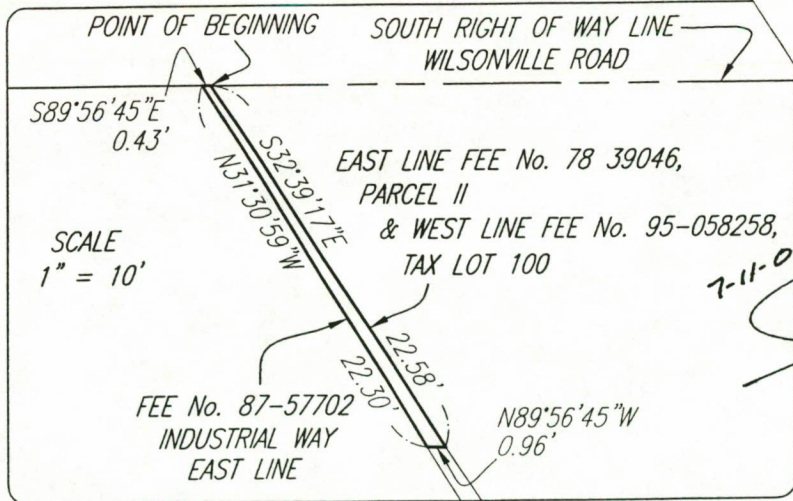 POINT OF BEGINNING
SOUTH RIGHT OF WAY LINE
WILSONVILLE ROAD
S89°56'45"E
0.43'
S32°39'17"E
N31°30'59"W
EAST LINE FEE No. 78 39046,
PARCEL II
& WEST LINE FEE No. 95-058258,
TAX LOT 100
SCALE
1" = 10'
7-11-0
22.58'
22.30'
FEE No. 87-57702
INDUSTRIAL WAY
EAST LINE
N89°56'45"W
0.96'